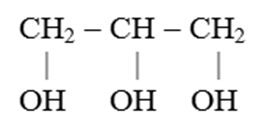 CH₂ – CH – CH₂
| | |
OH OH OH